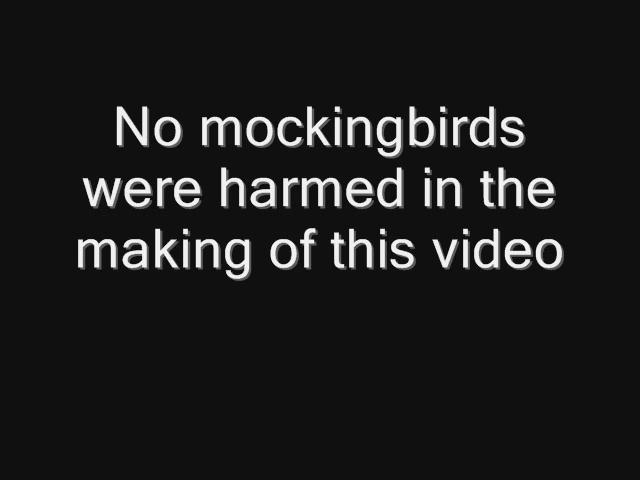 No mockingbirds
were harmed in the
making of this video